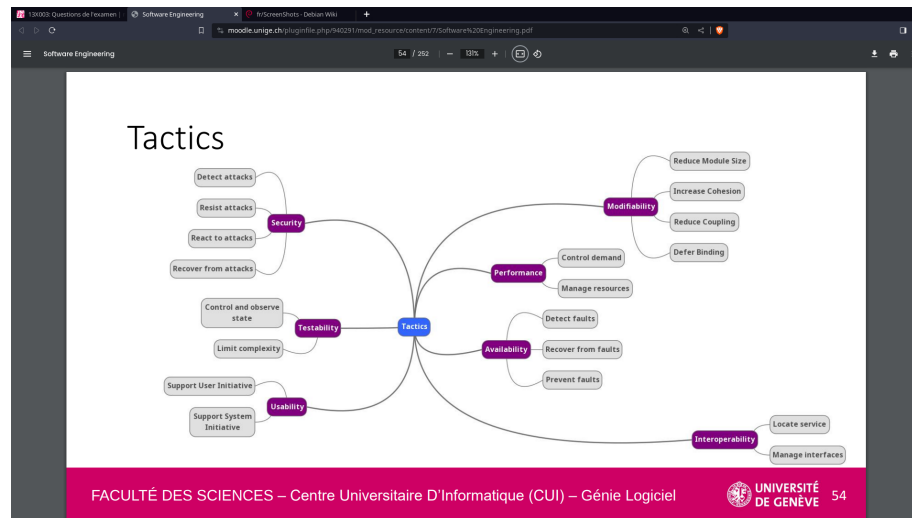 13X003: Questions de l'examen |
Software Engineering
fr/ScreenShots - Debian Wiki
moodle.unige.ch/pluginfile.php/940291/mod_resource/content/7/Software%20Engineering.pdf
Software Engineering
54 / 252
131%
Tactics
Detect attacks
Resist attacks
React to attacks
Recover from attacks
Security
Control and observe
state
Limit complexity
Testability
Support User Initiative
Support System
Initiative
Usability
Tactics
Modifiability
Reduce Module Size
Increase Cohesion
Reduce Coupling
Defer Binding
Performance
Control demand
Manage resources
Availability
Detect faults
Recover from faults
Prevent faults
Interoperability
Locate service
Manage interfaces
FACULTÉ DES SCIENCES – Centre Universitaire D'Informatique (CUI) – Génie Logiciel
UNIVERSITÉ
DE GENÈVE
54